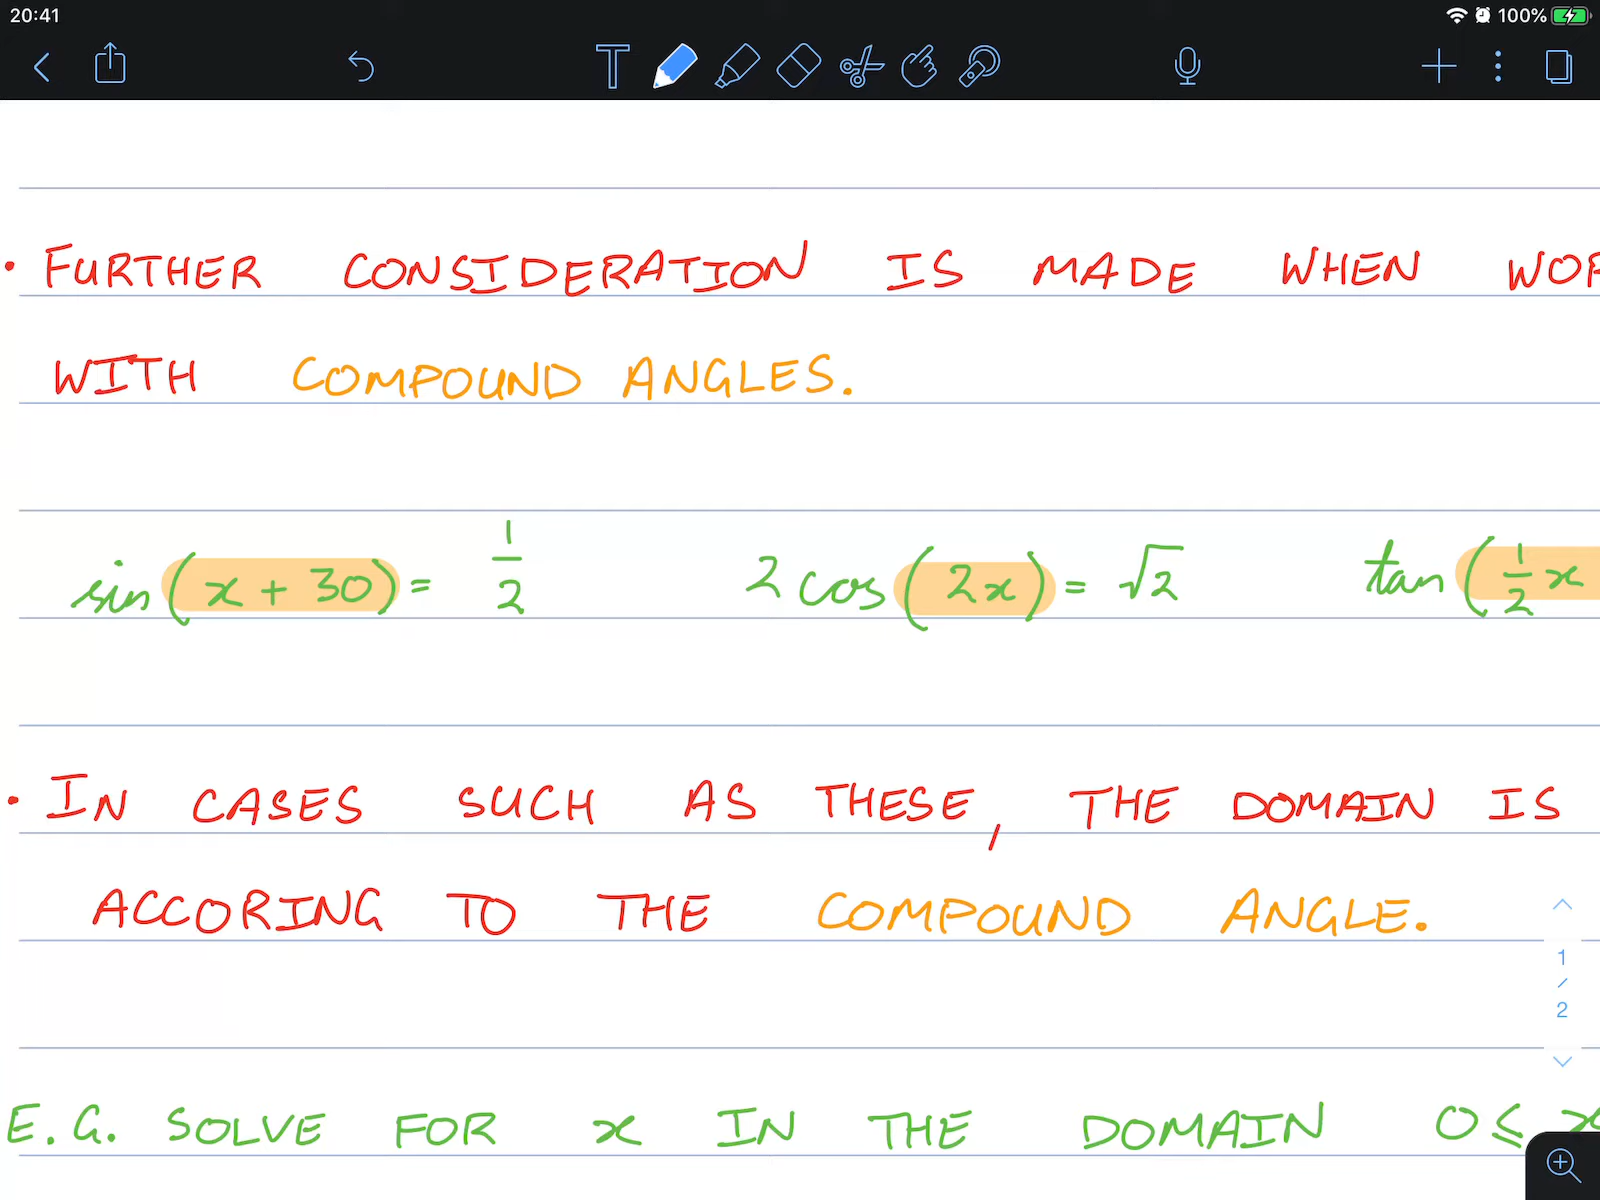 20:41
100%
• FURTHER CONSIDERATION IS MADE WHEN
WITH COMPOUND ANGLES.
sin(x + 30) = 1/2 2cos(2x) = √2 tan(1/2x
• IN CASES SUCH AS THESE, THE DOMAIN IS
ACCORING TO THE COMPOUND ANGLE.
1/2
E.G. SOLVE FOR x IN THE DOMAIN 0≤ x